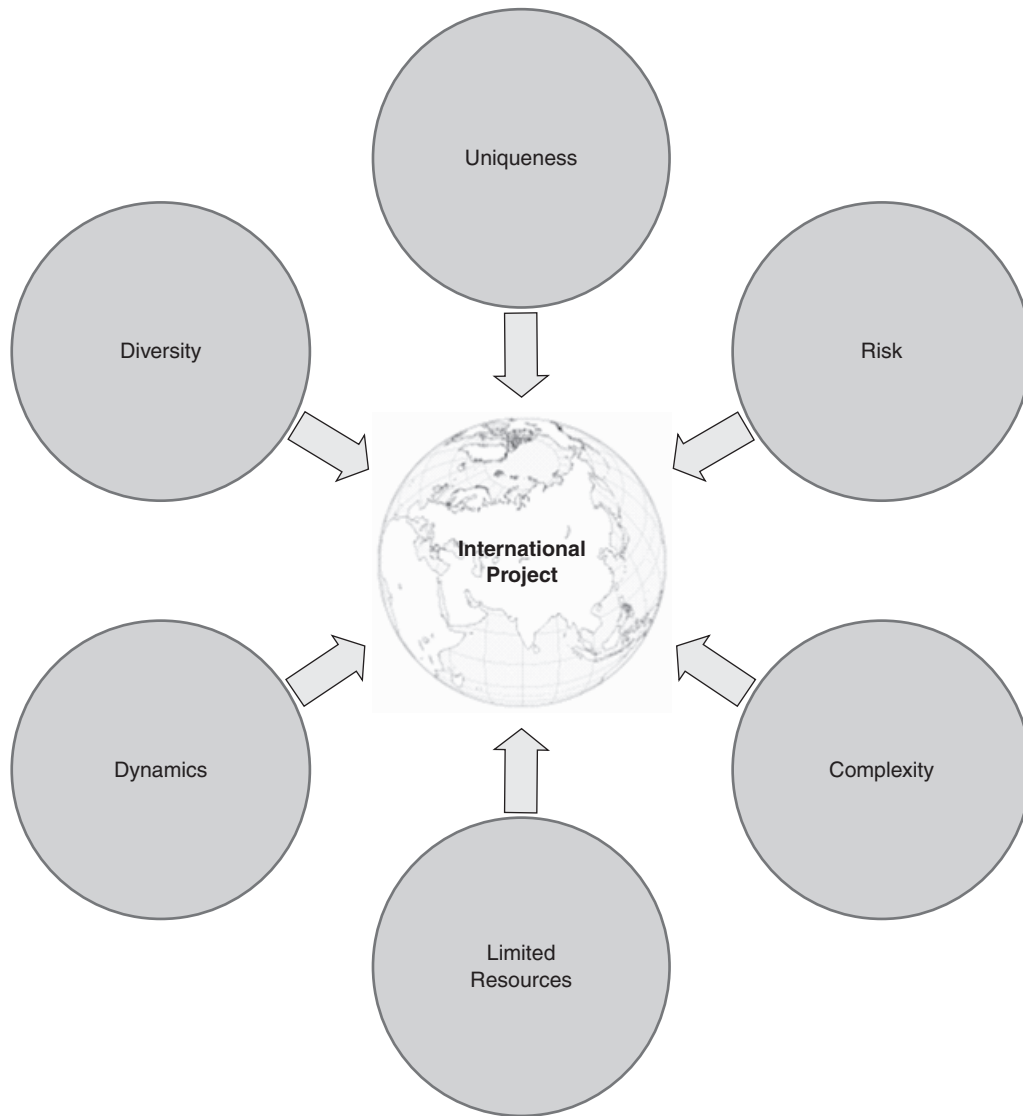 Uniqueness
Diversity
Risk
International
Project
Dynamics
Complexity
Limited
Resources